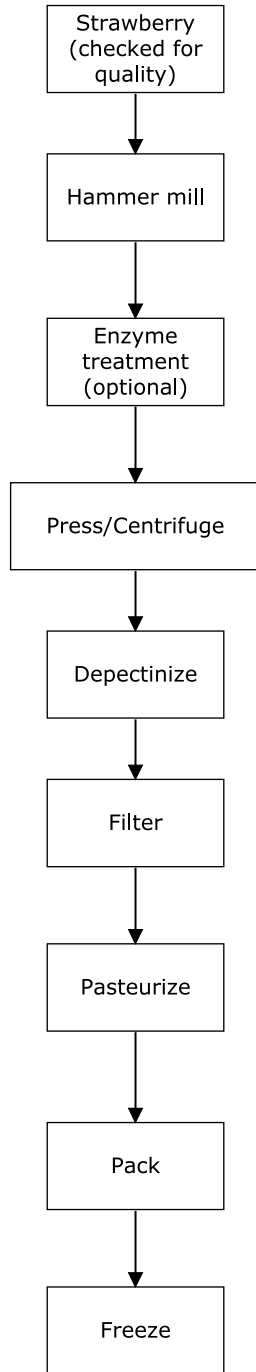 Strawberry
(checked for
quality)
Hammer mill
Enzyme
treatment
(optional)
Press/Centrifuge
Depectinize
Filter
Pasteurize
Pack
Freeze